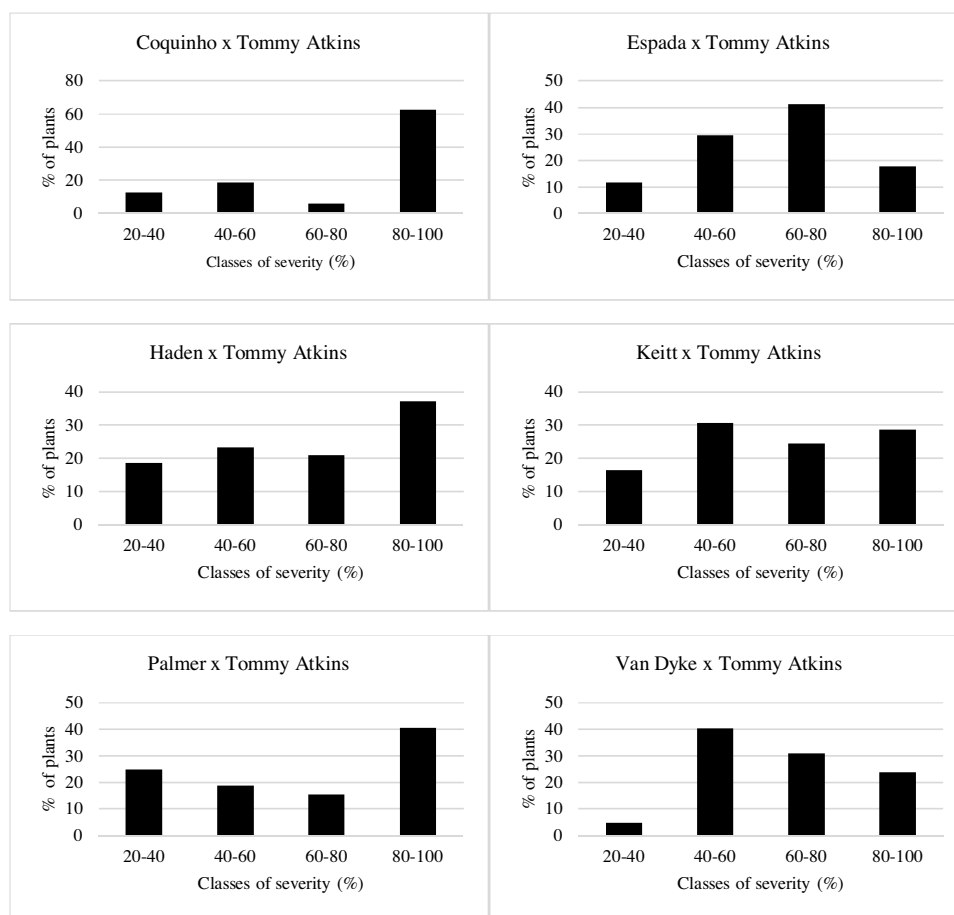 Coquinho x Tommy Atkins
% of plants
80
60
40
20
0
20-40 40-60 60-80 80-100
Classes of severity (%)
Espada x Tommy Atkins
% of plants
50
40
30
20
10
0
20-40 40-60 60-80 80-100
Classes of severity (%)
Haden x Tommy Atkins
% of plants
40
30
20
10
0
20-40 40-60 60-80 80-100
Classes of severity (%)
Keitt x Tommy Atkins
% of plants
40
30
20
10
0
20-40 40-60 60-80 80-100
Classes of severity (%)
Palmer x Tommy Atkins
% of plants
50
40
30
20
10
0
20-40 40-60 60-80 80-100
Classes of severity (%)
Van Dyke x Tommy Atkins
% of plants
50
40
30
20
10
0
20-40 40-60 60-80 80-100
Classes of severity (%)